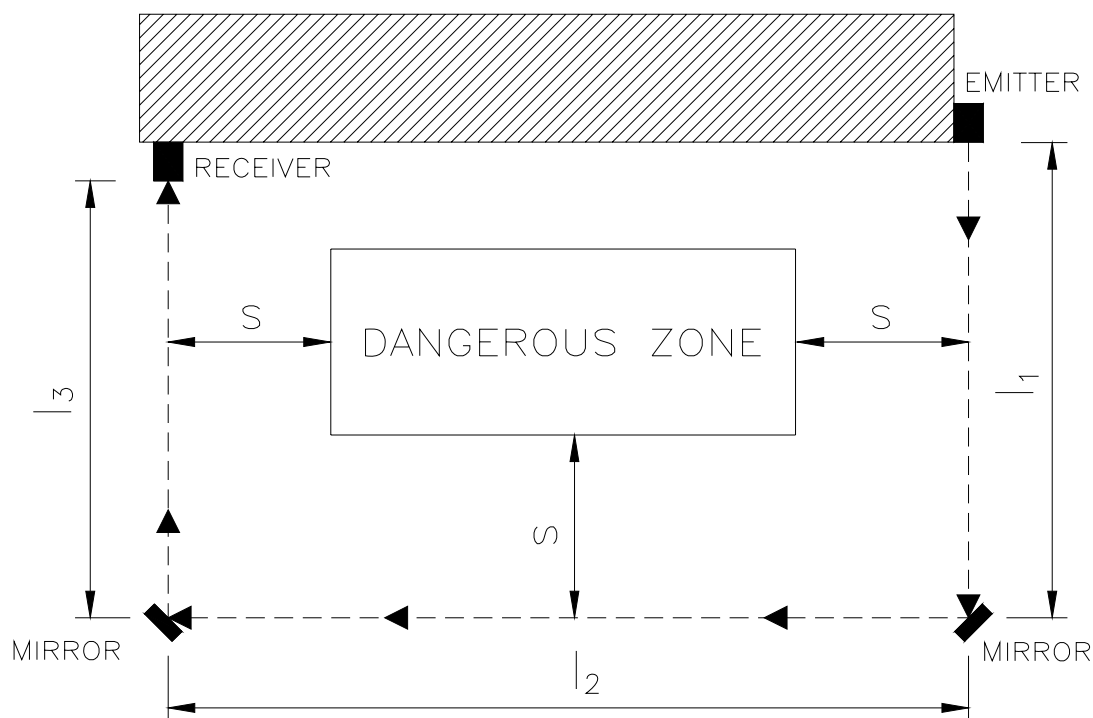 EMITTER
RECEIVER
S
DANGEROUS ZONE
S
l3
l1
S
MIRROR
MIRROR
l2